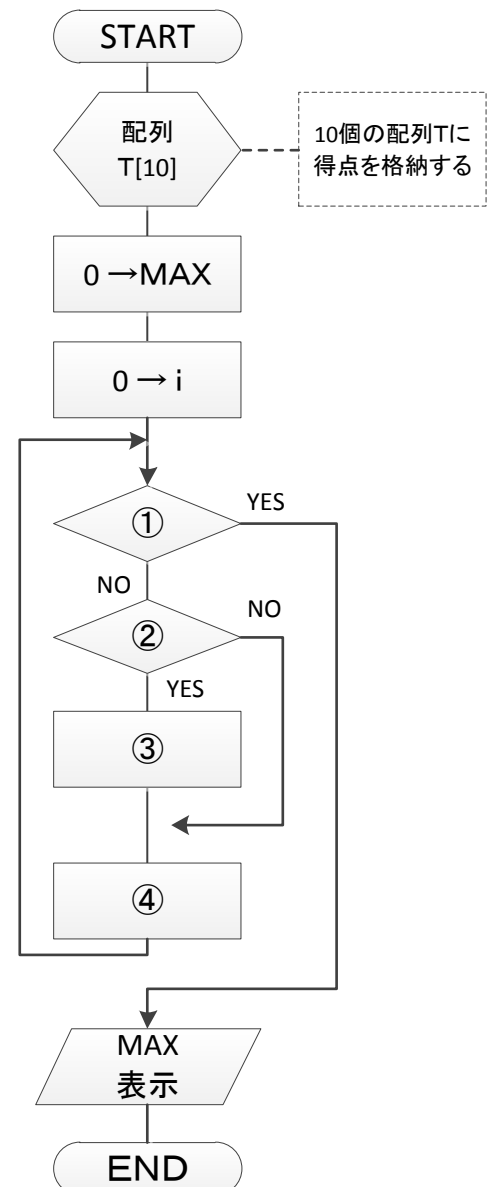 START
配列
T[10]
10個の配列Tに
得点を格納する
0→MAX
0→i
①
YES
NO
②
NO
YES
③
④
MAX
表示
END